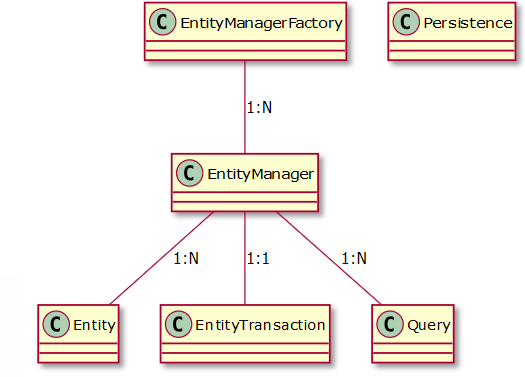 C EntityManagerFactory
C Persistence
1:N
C EntityManager
1:N
1:1
1:N
C Entity
C EntityTransaction
C Query